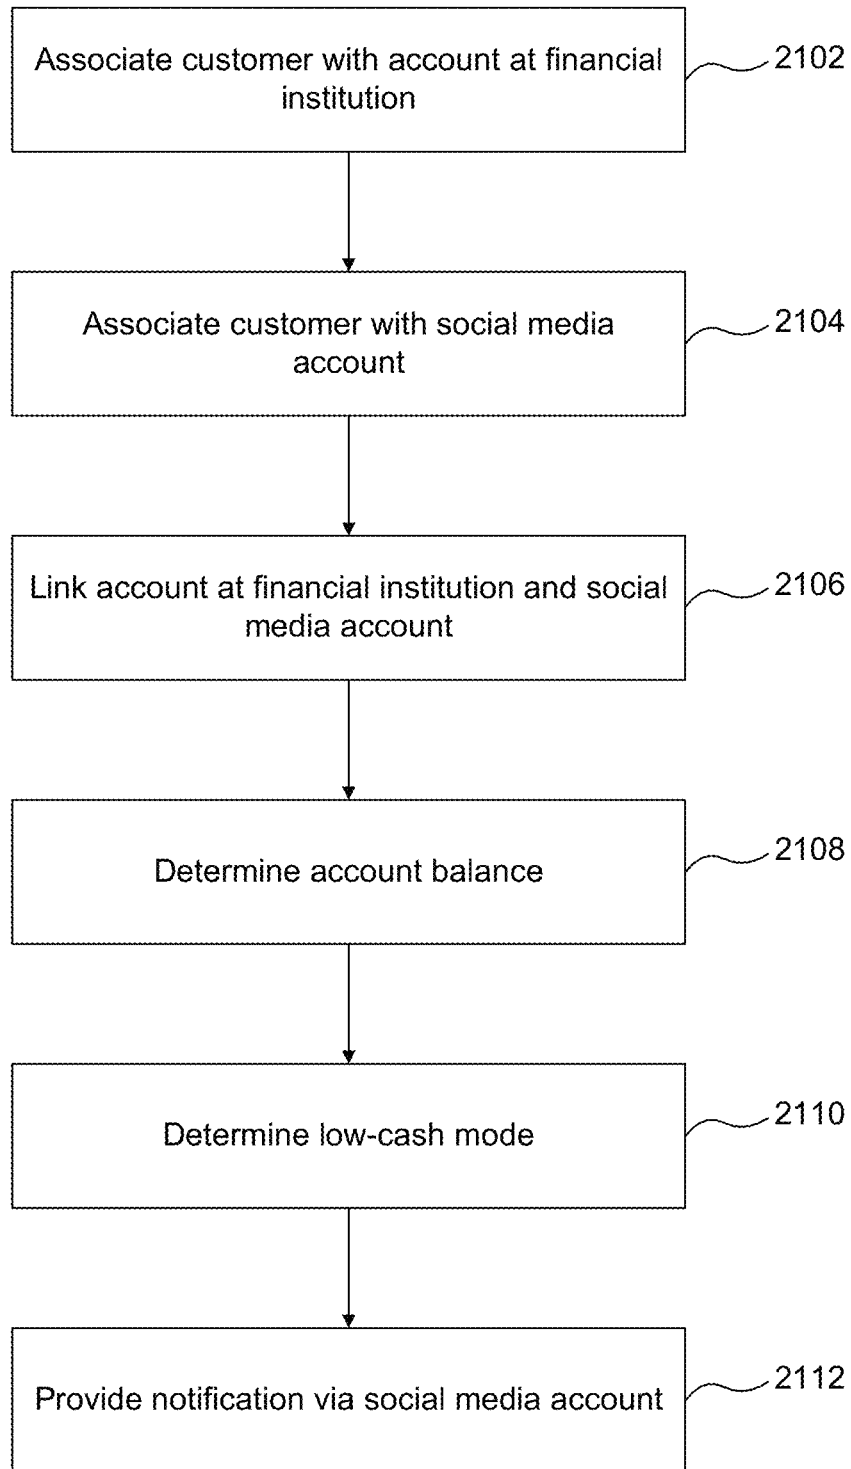 Associate customer with account at financial
institution
2102
Associate customer with social media
account
2104
Link account at financial institution and social
media account
2106
Determine account balance
2108
Determine low-cash mode
2110
Provide notification via social media account
2112